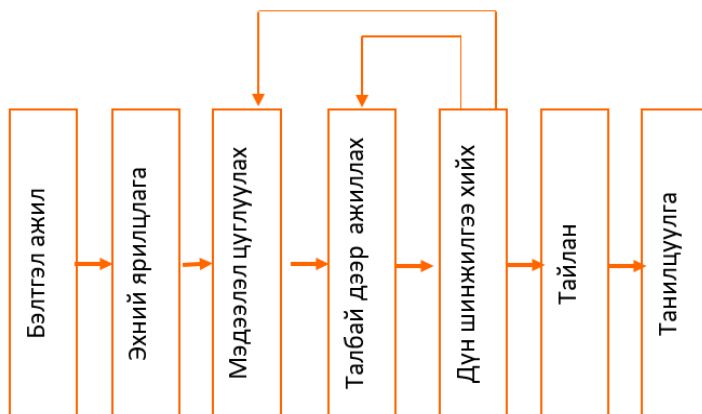 Бэлтгэл ажил
Эхний ярилцлага
Мэдээлэл цуглуулах
Талбай дээр ажиллах
Дүн шинжилгээ хийх
Тайлан
Танилцуулга